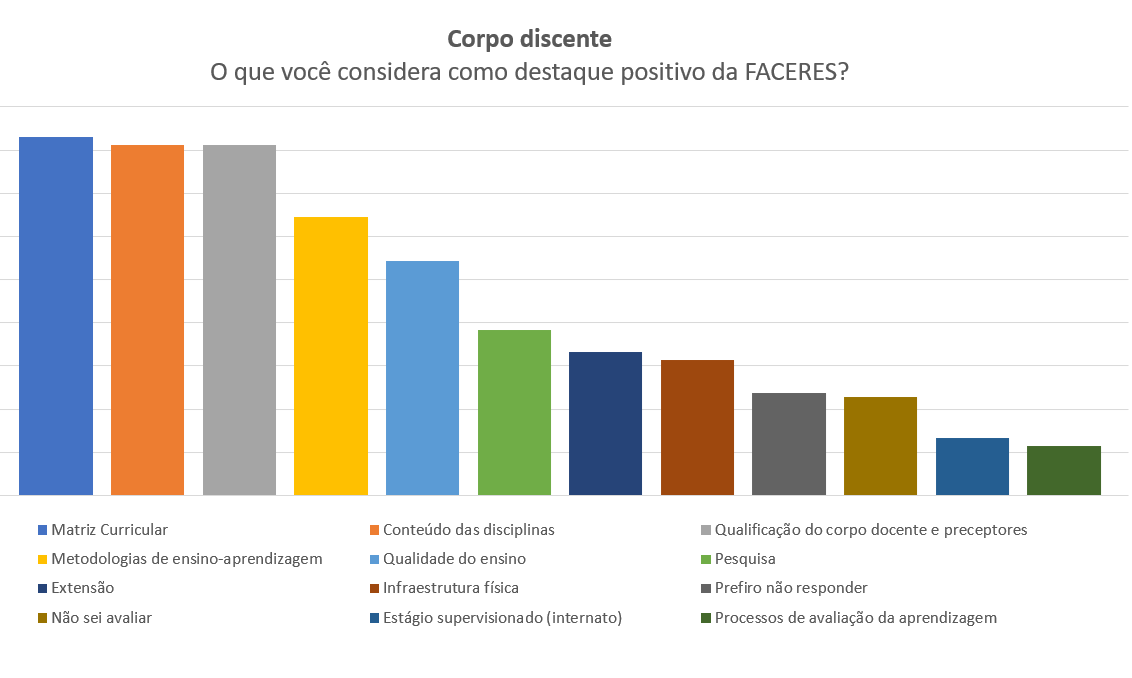 Corpo discente
O que você considera como destaque positivo da FACERES?
Matriz Curricular
Conteúdo das disciplinas
Qualificação do corpo docente e preceptores
Metodologias de ensino-aprendizagem
Qualidade do ensino
Pesquisa
Extensão
Infraestrutura física
Prefiro não responder
Não sei avaliar
Estágio supervisionado (internato)
Processos de avaliação da aprendizagem